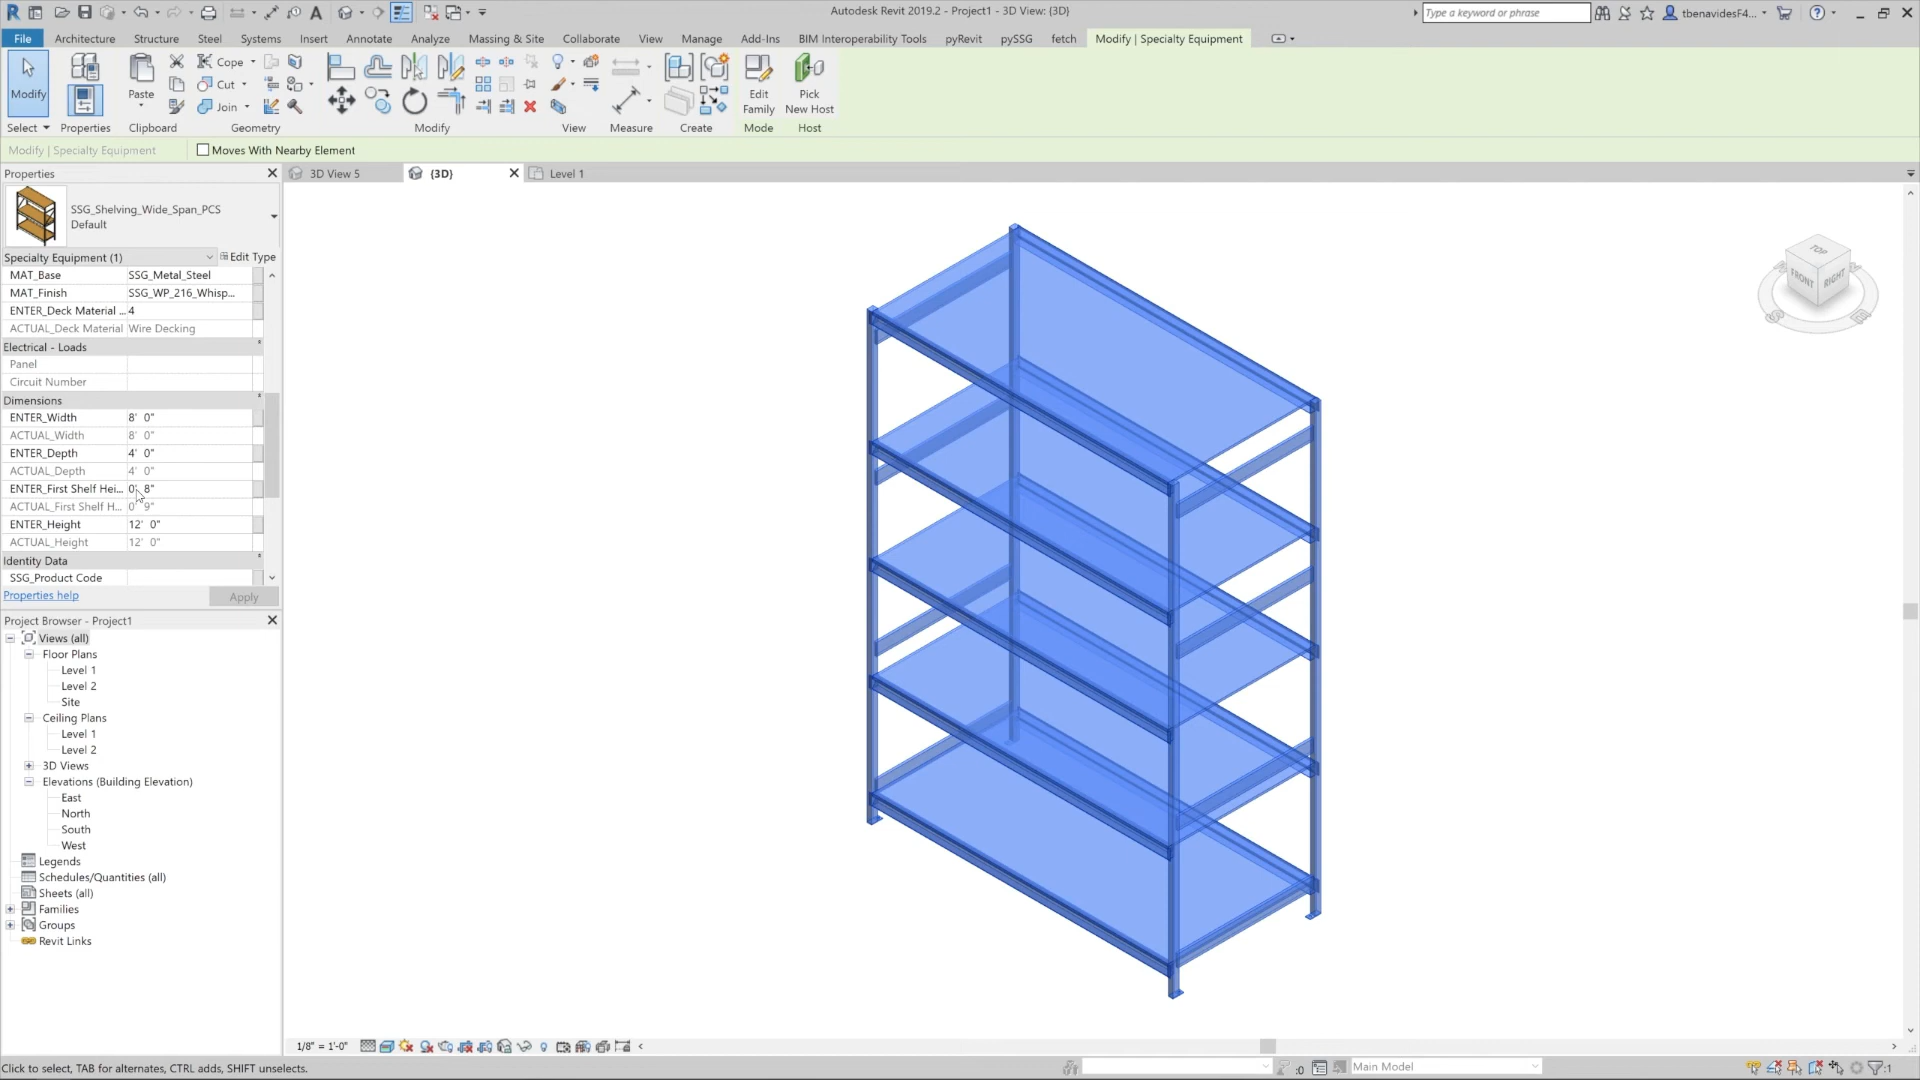 Autodesk Revit 2019.2 - Project1 - 3D View: {3D}
Type a keyword or phrase
tbenavidesF4...
File Architecture Structure Steel Systems Insert Annotate Analyze Massing & Site Collaborate View Manage Add-Ins BIM Interoperability Tools pyRevit pySSG fetch Modify | Specialty Equipment
Modify
Paste
Cope
Cut
Join
Edit Family
Pick New Host
Select Properties Clipboard Geometry Modify View Measure Create Mode Host
Modify | Specialty Equipment Moves With Nearby Element
Properties
3D View 5 {3D} Level 1
SSG_Shelving_Wide_Span_PCS
Default
Specialty Equipment (1) Edit Type
MAT_Base SSG_Metal_Steel
MAT_Finish SSG_WP_216_Whisp...
ENTER_Deck Material ... 4
ACTUAL_Deck Material Wire Decking
Electrical - Loads
Panel
Circuit Number
Dimensions
ENTER_Width 8' 0"
ACTUAL_Width 8' 0"
ENTER_Depth 4' 0"
ACTUAL_Depth 4' 0"
ENTER_First Shelf Hei... 0' 8"
ACTUAL_First Shelf H... 0' 9"
ENTER_Height 12' 0"
ACTUAL_Height 12' 0"
Identity Data
SSG_Product Code
Properties help Apply
Project Browser - Project1
Views (all)
Floor Plans
Level 1
Level 2
Site
Ceiling Plans
Level 1
Level 2
3D Views
Elevations (Building Elevation)
East
North
South
West
Legends
Schedules/Quantities (all)
Sheets (all)
Families
Groups
Revit Links
TOP
FRONT
RIGHT
1/8" = 1'-0"
Click to select, TAB for alternates, CTRL adds, SHIFT unselects.
:0
Main Model
:1